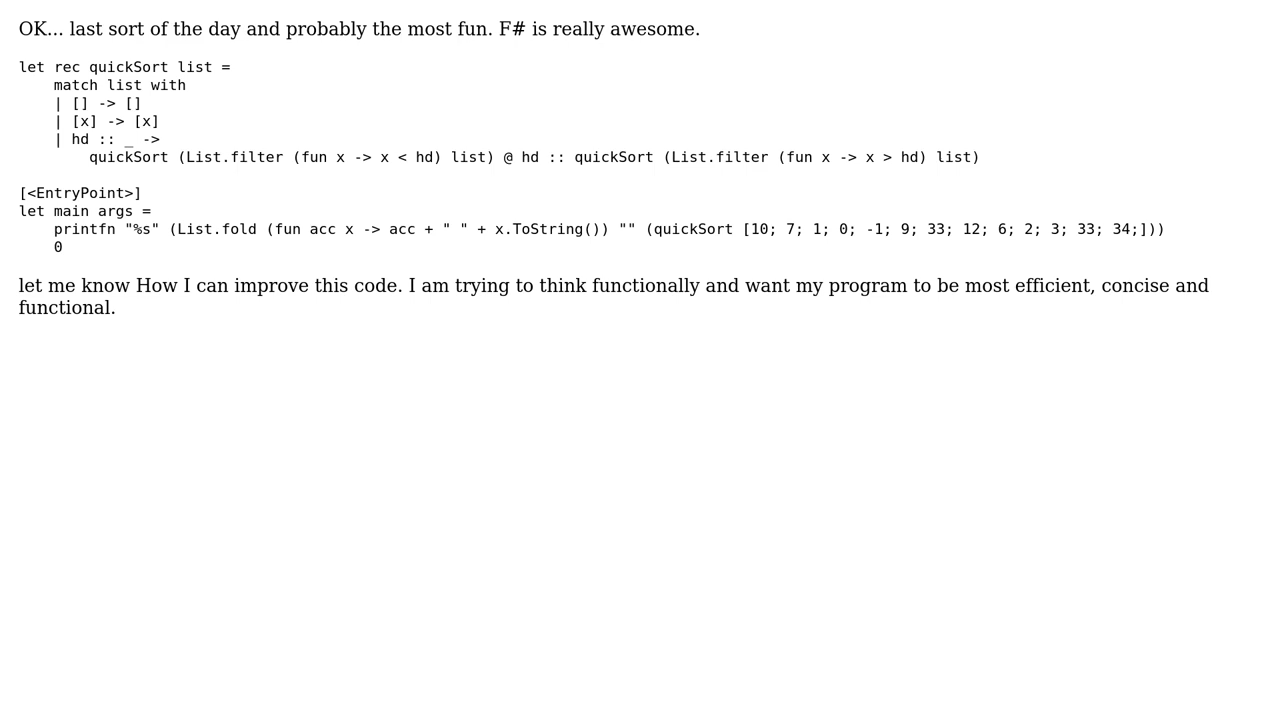 OK... last sort of the day and probably the most fun. F# is really awesome.
let rec quickSort list =
    match list with
    | [] -> []
    | [x] -> [x]
    | hd :: _ ->
        quickSort (List.filter (fun x -> x < hd) list) @ hd :: quickSort (List.filter (fun x -> x > hd) list)
[<EntryPoint>]
let main args =
    printfn "%s" (List.fold (fun acc x -> acc + " " + x.ToString()) "" (quickSort [10; 7; 1; 0; -1; 9; 33; 12; 6; 2; 3; 33; 34;]))
    0
let me know How I can improve this code. I am trying to think functionally and want my program to be most efficient, concise and
functional.